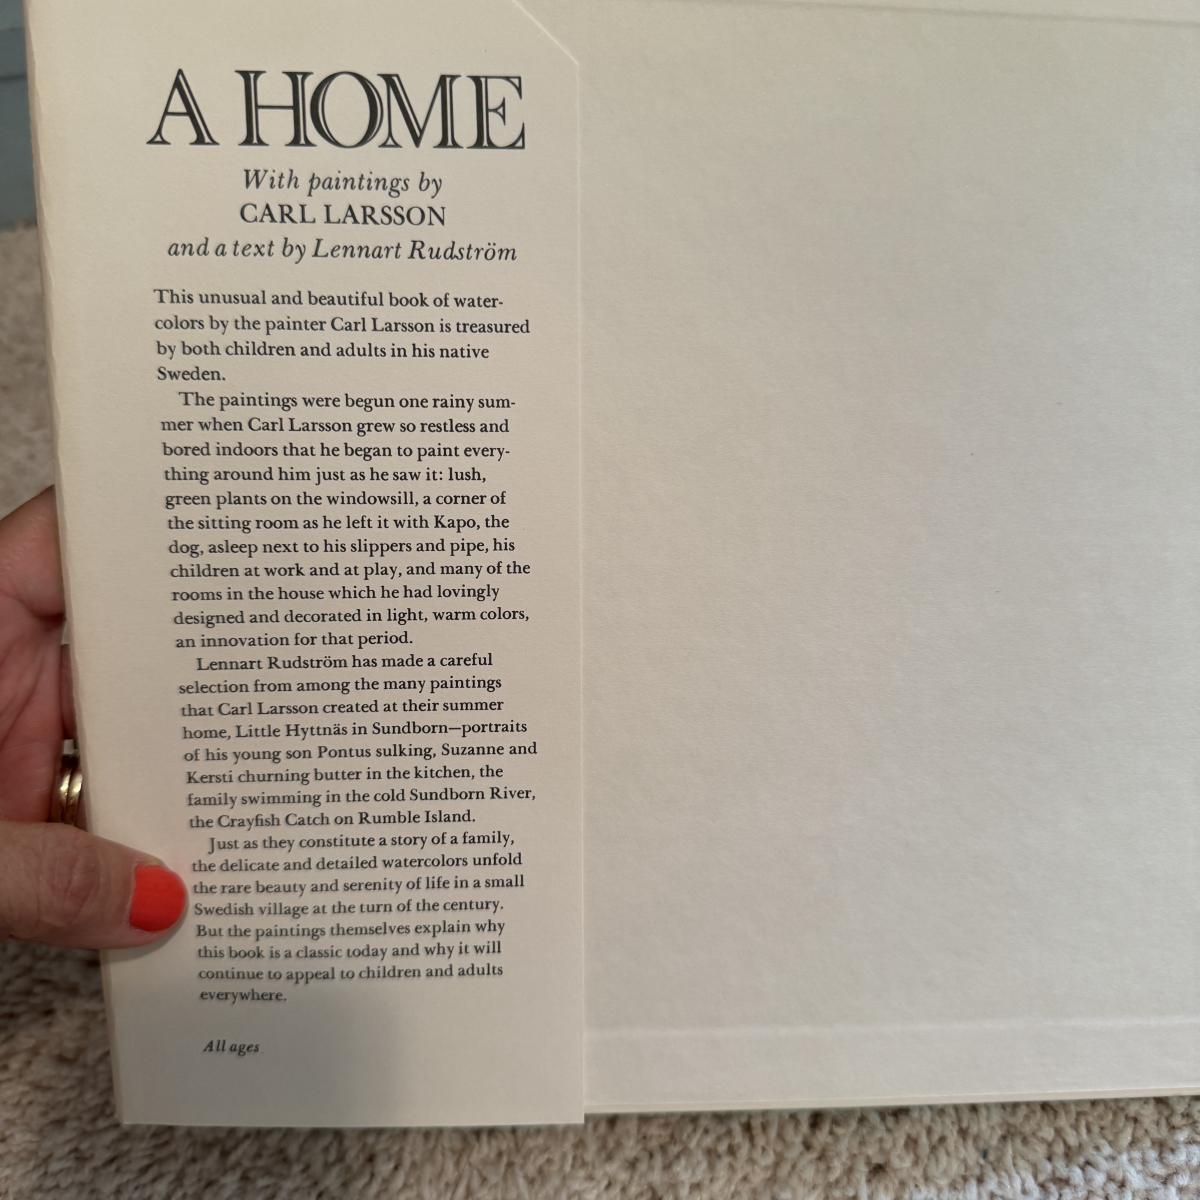 A HOME
With paintings by
CARL LARSSON
and a text by Lennart Rudström
This unusual and beautiful book of water-
colors by the painter Carl Larsson is treasured
by both children and adults in his native
Sweden.
The paintings were begun one rainy sum-
mer when Carl Larsson grew so restless and
bored indoors that he began to paint every-
thing around him just as he saw it: lush,
green plants on the windowsill, a corner of
the sitting room as he left it with Kapo, the
dog, asleep next to his slippers and pipe, his
children at work and at play, and many of the
rooms in the house which he had lovingly
designed and decorated in light, warm colors,
an innovation for that period.
Lennart Rudström has made a careful
selection from among the many paintings
that Carl Larsson created at their summer
home, Little Hyttnäs in Sundborn—portraits
of his young son Pontus sulking, Suzanne and
Kersti churning butter in the kitchen, the
family swimming in the cold Sundborn River,
the Crayfish Catch on Rumble Island.
Just as they constitute a story of a family,
the delicate and detailed watercolors unfold
the rare beauty and serenity of life in a small
Swedish village at the turn of the century.
But the paintings themselves explain why
this book is a classic today and why it will
continue to appeal to children and adults
everywhere.
All ages